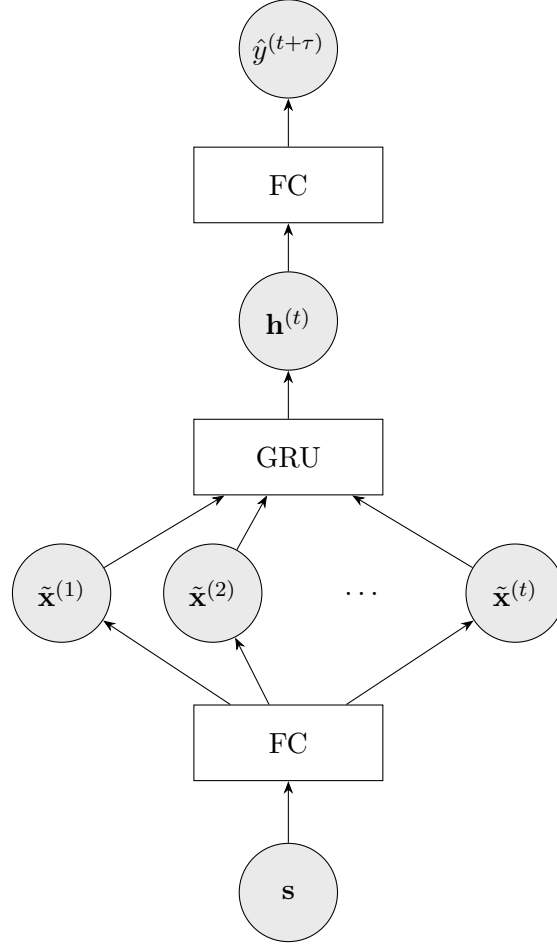 ŷ^(t+τ)
FC
h^(t)
GRU
x̃^(1) x̃^(2) ... x̃^(t)
FC
s